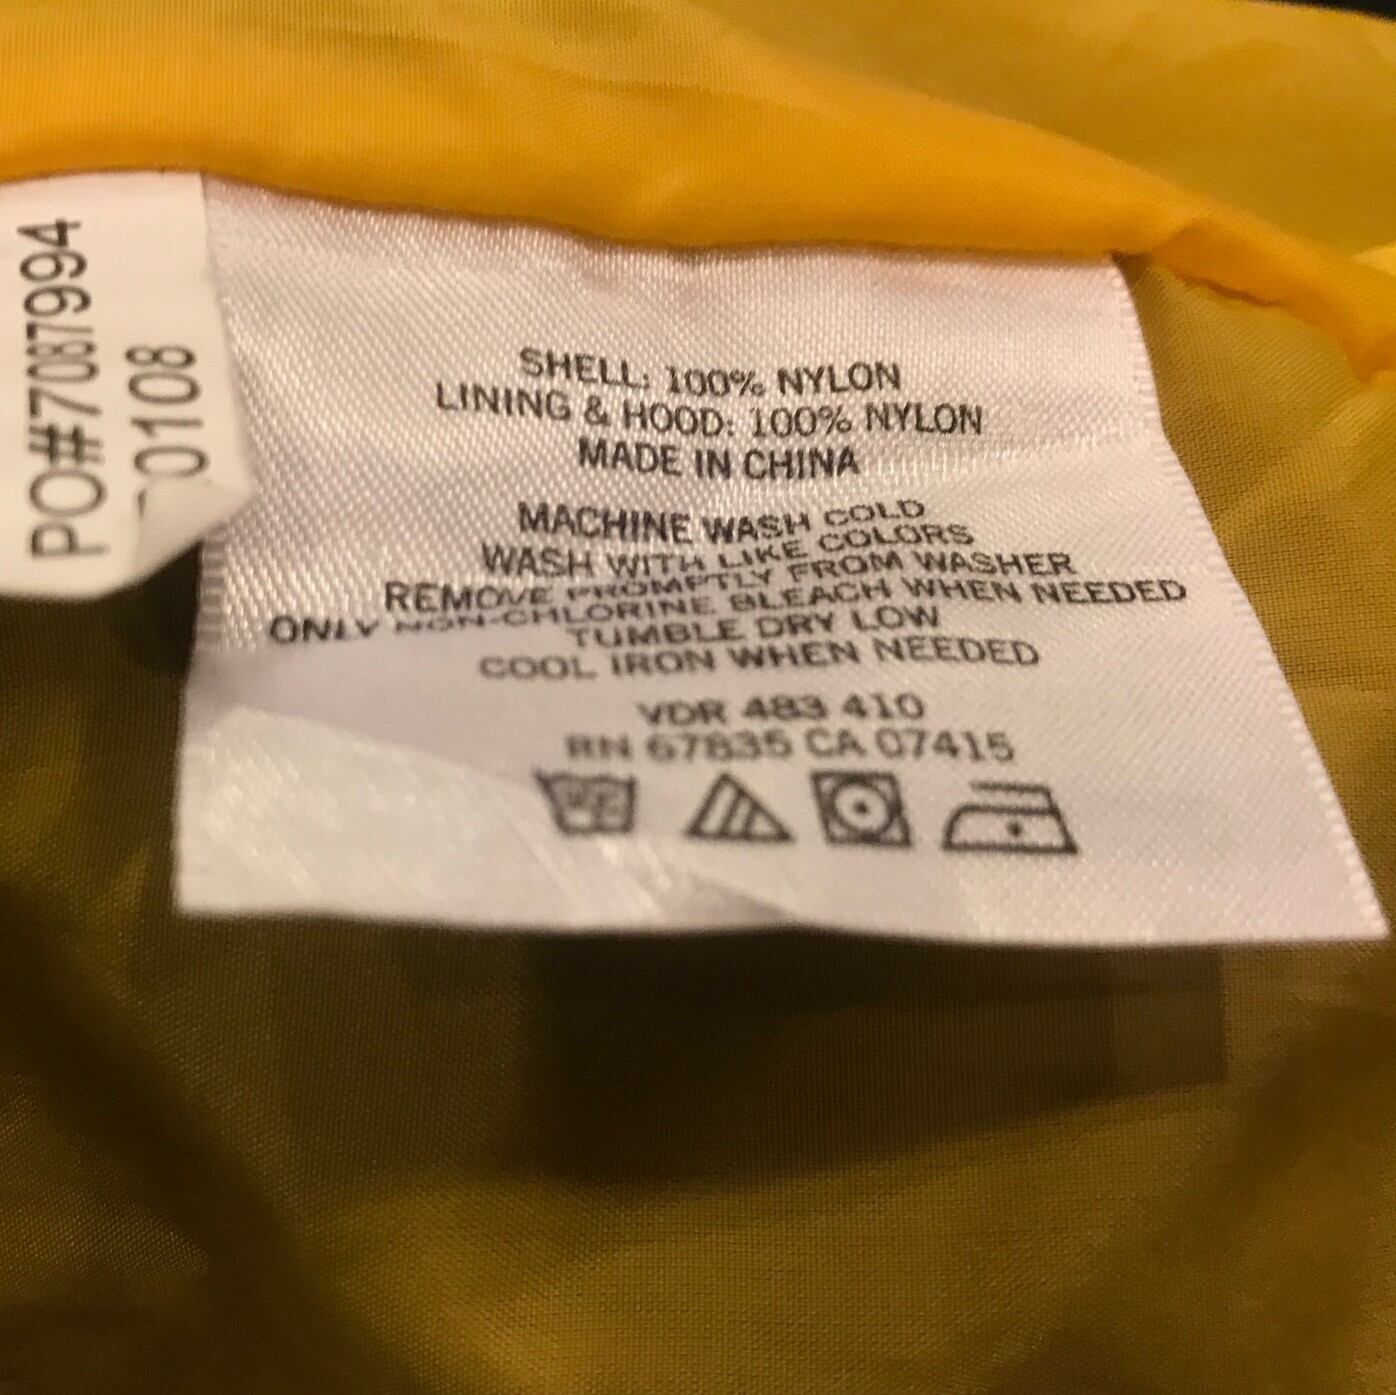 PO#7087994
0108
SHELL: 100% NYLON
LINING & HOOD: 100% NYLON
MADE IN CHINA
MACHINE WASH COLD
WASH WITH LIKE COLORS
REMOVE PROMPTLY FROM WASHER
ONLY NON-CHLORINE BLEACH WHEN NEEDED
TUMBLE DRY LOW
COOL IRON WHEN NEEDED
VDR 483 410
RN 67835 CA 07415